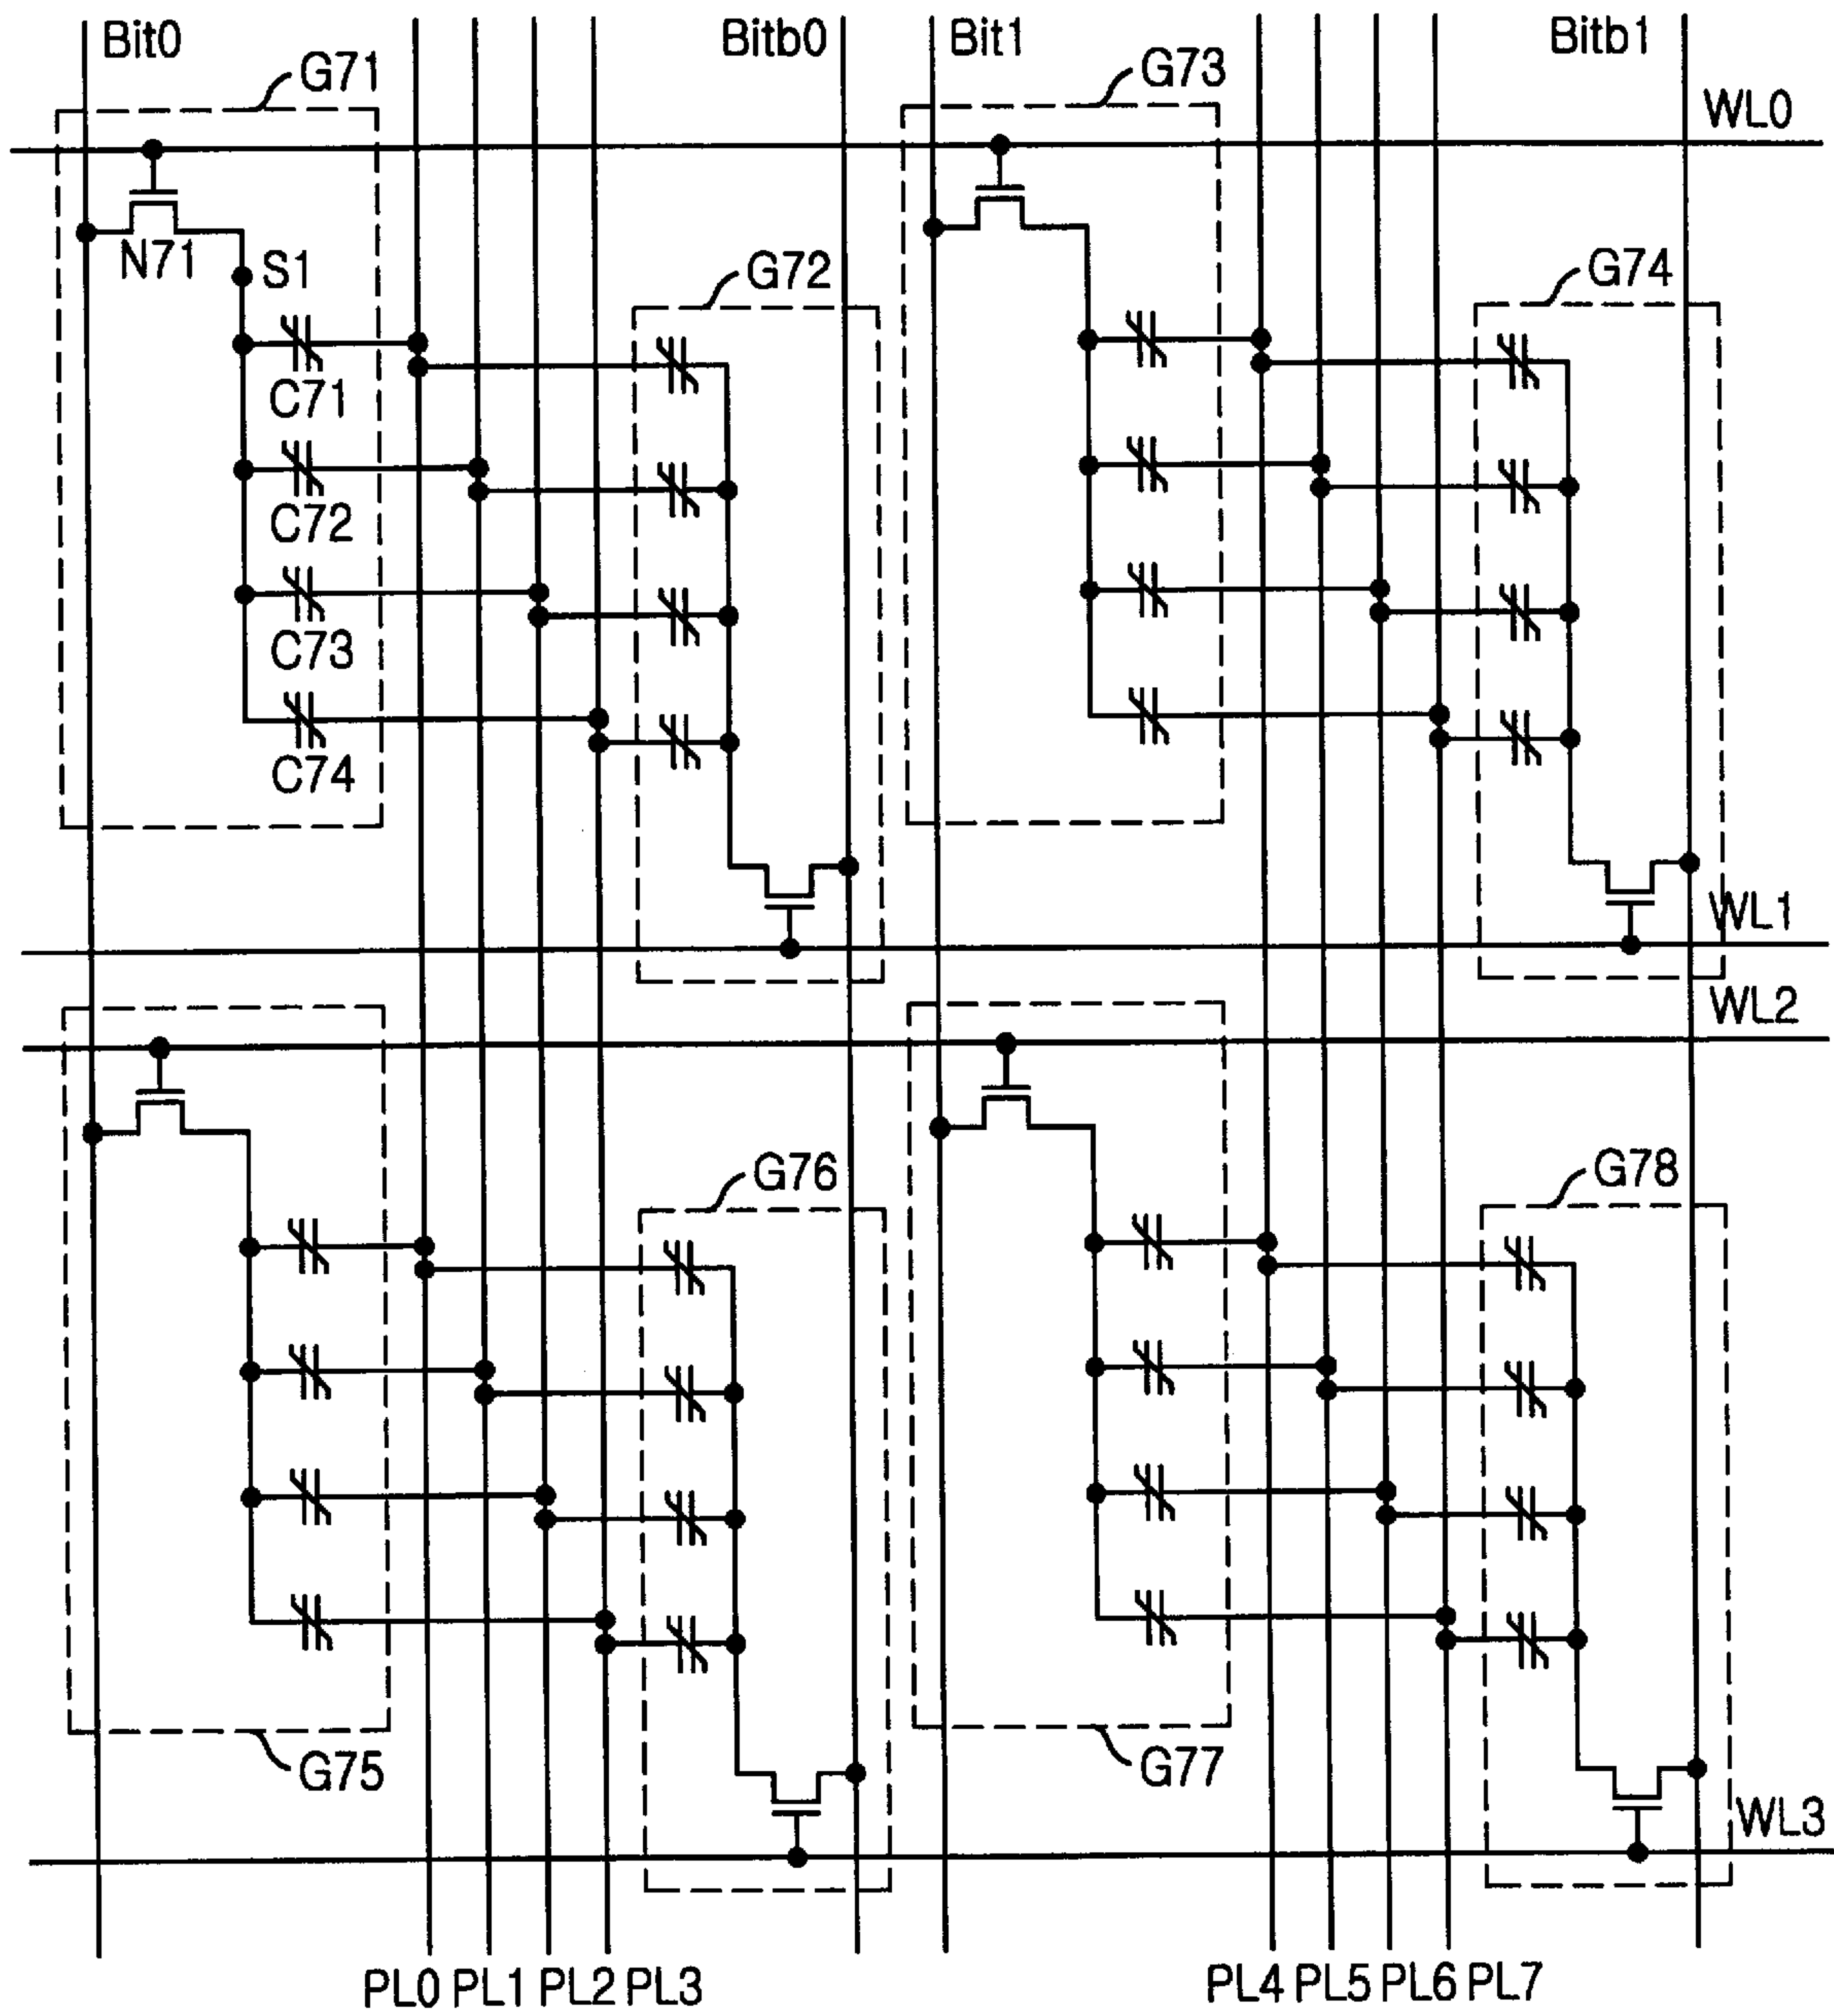 Bit0 Bitb0 Bit1 Bitb1
G71 G73
WL0
N71 S1 G72 G74
C71
C72
C73
C74
WL1
WL2
G76 G78
G75 G77
WL3
PL0 PL1 PL2 PL3 PL4 PL5 PL6 PL7